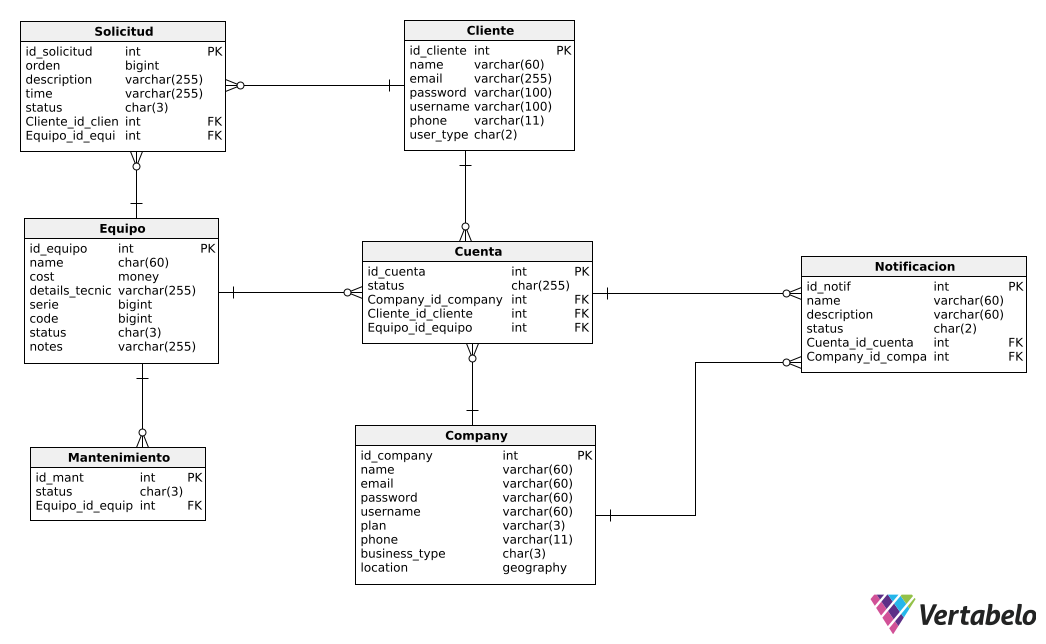 Solicitud
id_solicitud int PK
orden bigint
description varchar(255)
time varchar(255)
status char(3)
Cliente_id_clien int FK
Equipo_id_equi int FK
Cliente
id_cliente int PK
name varchar(60)
email varchar(255)
password varchar(100)
username varchar(100)
phone varchar(11)
user_type char(2)
Equipo
id_equipo int PK
name char(60)
cost money
details_tecnic varchar(255)
serie bigint
code bigint
status char(3)
notes varchar(255)
Cuenta
id_cuenta int PK
status char(255)
Company_id_company int FK
Cliente_id_cliente int FK
Equipo_id_equipo int FK
Notificacion
id_notif int PK
name varchar(60)
description varchar(60)
status char(2)
Cuenta_id_cuenta int FK
Company_id_compa int FK
Mantenimiento
id_mant int PK
status char(3)
Equipo_id_equip int FK
Company
id_company int PK
name varchar(60)
email varchar(60)
password varchar(60)
username varchar(60)
plan varchar(3)
phone varchar(11)
business_type char(3)
location geography
Vertabelo